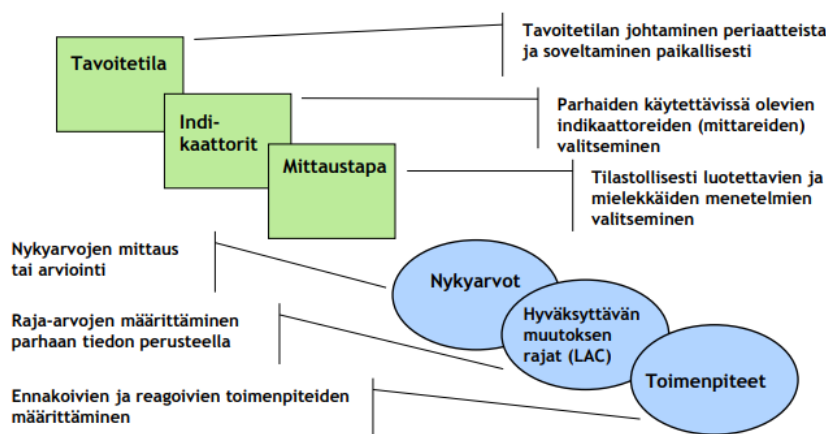 Tavoitetila
Tavoitetilan johtaminen periaatteista
ja soveltaminen paikallisesti
Indi-
kaattorit
Parhaiden käytettävissä olevien
indikaattoreiden (mittareiden)
valitseminen
Mittaustapa
Tilastollisesti luotettavien ja
mielekkäiden menetelmien
valitseminen
Nykyarvojen mittaus
tai arviointi
Nykyarvot
Raja-arvojen määrittäminen
parhaan tiedon perusteella
Hyväksyttävän
muutoksen
rajat (LAC)
Ennakoivien ja reagoivien toimenpiteiden
määrittäminen
Toimenpiteet